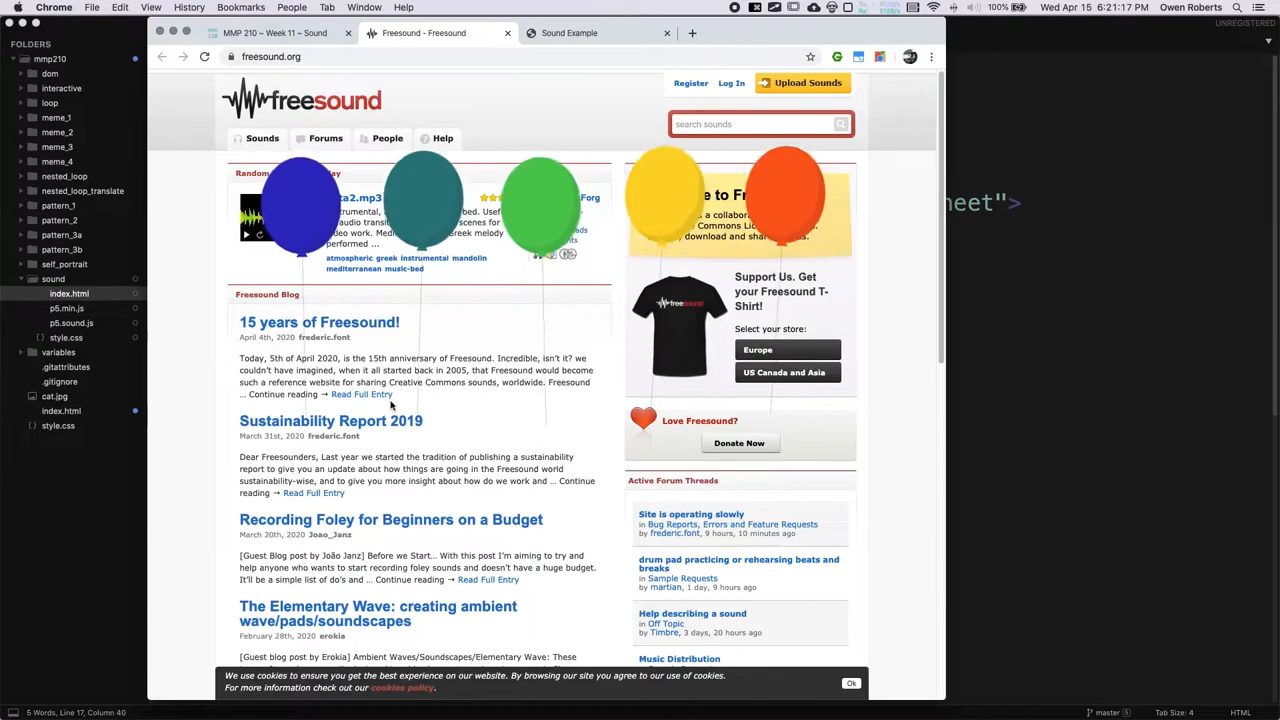 Chrome File Edit View History Bookmarks People Tab Window Help
100% Wed Apr 15 6:21:17 PM Owen Roberts
UNREGISTERED
FOLDERS
mmp210
dom
interactive
loop
meme_1
meme_2
meme_3
meme_4
nested_loop
nested_loop_translate
pattern_1
pattern_2
pattern_3a
pattern_3b
self_portrait
sound
index.html
p5.min.js
p5.sound.js
style.css
variables
.gitattributes
.gitignore
cat.jpg
index.html
style.css
MMP 210 ~ Week 11 ~ Sound
Freesound - Freesound
Sound Example
freesound.org
Register Log In Upload Sounds
freesound
search sounds
Sounds Forums People Help
Random
ta2.mp3
performed ...
atmospheric greek instrumental mandolin
mediterranean music-bed
Support Us. Get
your Freesound T-
Shirt!
Select your store:
Europe
US Canada and Asia
freesound
Love Freesound?
Donate Now
Freesound Blog
15 years of Freesound!
April 4th, 2020 frederic.font
Today, 5th of April 2020, is the 15th anniversary of Freesound. Incredible, isn't it? we
couldn't have imagined, when it all started back in 2005, that Freesound would become
such a reference website for sharing Creative Commons sounds, worldwide. Freesound
... Continue reading → Read Full Entry
Sustainability Report 2019
March 31st, 2020 frederic.font
Dear Freesounders, Last year we started the tradition of publishing a sustainability
report to give you an update about how things are going in the Freesound world
sustainability-wise, and to give you more insight about how do we work and ... Continue
reading → Read Full Entry
Recording Foley for Beginners on a Budget
March 20th, 2020 Joao_Janz
[Guest Blog post by João Janz] Before we Start... With this post I'm aiming to try and
help anyone who wants to start recording foley sounds and doesn't have a huge budget.
It'll be a simple list of do's and ... Continue reading → Read Full Entry
The Elementary Wave: creating ambient
wave/pads/soundscapes
February 28th, 2020 erokia
[Guest blog post by Erokia] Ambient Waves/Soundscapes/Elementary Wave: These
Active Forum Threads
Site is operating slowly
in Bug Reports, Errors and Feature Requests
by frederic.font, 9 hours, 10 minutes ago
drum pad practicing or rehearsing beats and
breaks
in Sample Requests
by martian, 1 day, 9 hours ago
Help describing a sound
in Off Topic
by Timbre, 3 days, 20 hours ago
Music Distribution
We use cookies to ensure you get the best experience on our website. By browsing our site you agree to our use of cookies.
For more information check out our cookies policy.
Ok
eet">
5 Words, Line 17, Column 40
master 5 Tab Size: 4 HTML